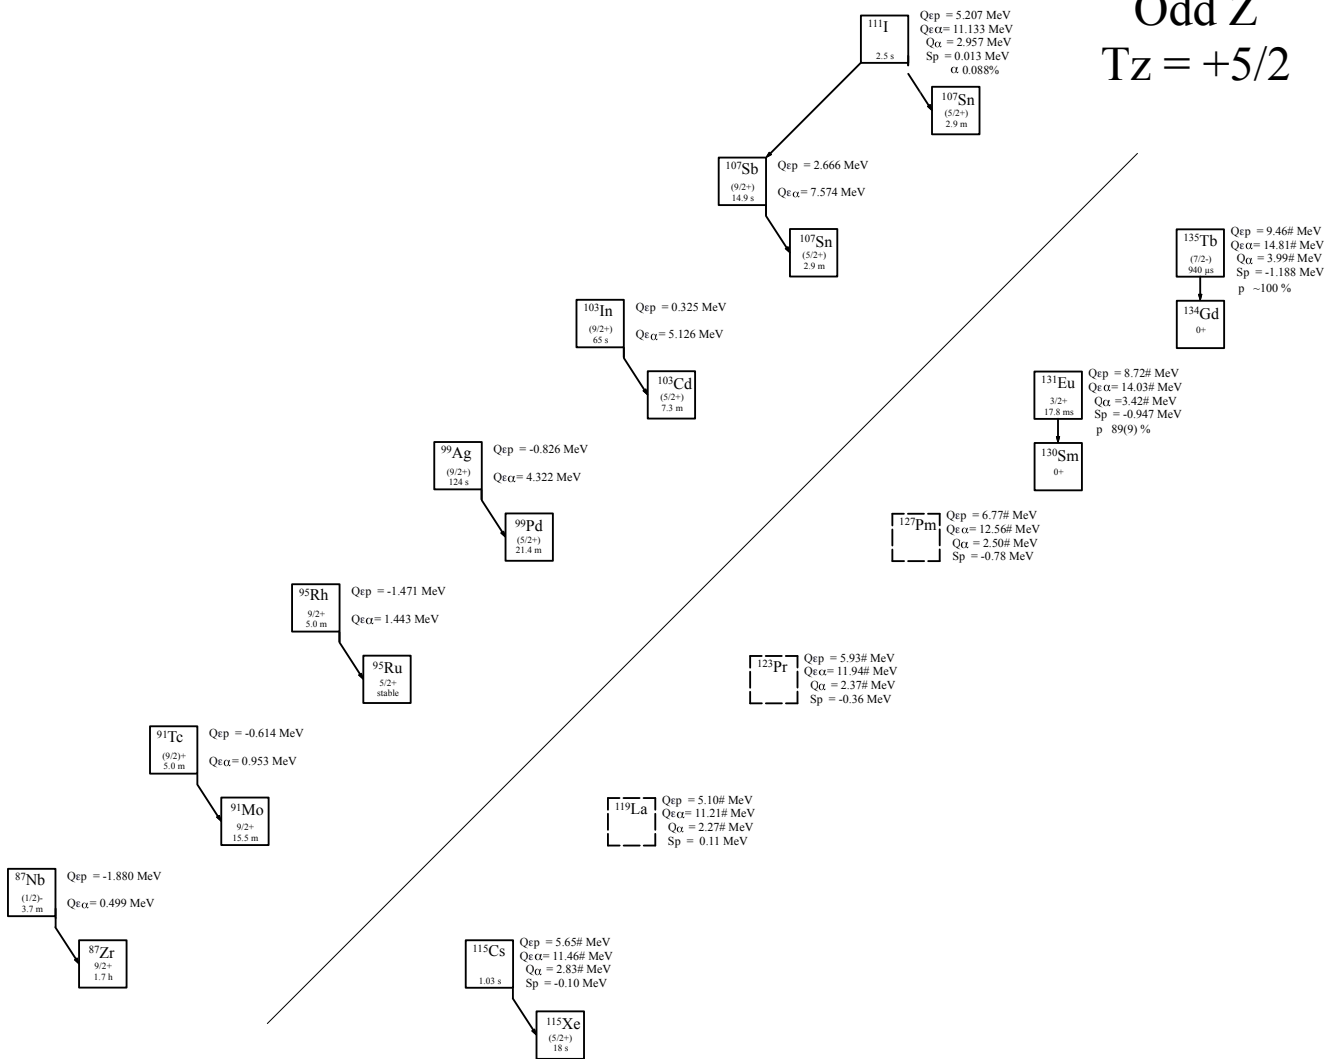 Odd Z
Tz = +5/2
111I
2.5 s
Qεp = 5.207 MeV
Qεα= 11.133 MeV
Qα = 2.957 MeV
Sp = 0.013 MeV
α 0.088%
107Sn
(5/2+)
2.9 m
107Sb
(9/2+)
14.9 s
Qεp = 2.666 MeV
Qεα= 7.574 MeV
107Sn
(5/2+)
2.9 m
103In
(9/2+)
65 s
Qεp = 0.325 MeV
Qεα= 5.126 MeV
103Cd
(5/2+)
7.3 m
99Ag
(9/2+)
124 s
Qεp = -0.826 MeV
Qεα= 4.322 MeV
99Pd
(5/2+)
21.4 m
95Rh
9/2+
5.0 m
Qεp = -1.471 MeV
Qεα= 1.443 MeV
95Ru
5/2+
stable
91Tc
(9/2)+
5.0 m
Qεp = -0.614 MeV
Qεα= 0.953 MeV
91Mo
9/2+
15.5 m
87Nb
(1/2)-
3.7 m
Qεp = -1.880 MeV
Qεα= 0.499 MeV
87Zr
9/2+
1.7 h
135Tb
(7/2-)
940 μs
Qεp = 9.46# MeV
Qεα= 14.81# MeV
Qα = 3.99# MeV
Sp = -1.188 MeV
p ~100 %
134Gd
0+
131Eu
3/2+
17.8 ms
Qεp = 8.72# MeV
Qεα= 14.03# MeV
Qα = 3.42# MeV
Sp = -0.947 MeV
p 89(9) %
130Sm
0+
127Pm
Qεp = 6.77# MeV
Qεα= 12.56# MeV
Qα = 2.50# MeV
Sp = -0.78 MeV
123Pr
Qεp = 5.93# MeV
Qεα= 11.94# MeV
Qα = 2.37# MeV
Sp = -0.36 MeV
119La
Qεp = 5.10# MeV
Qεα= 11.21# MeV
Qα = 2.27# MeV
Sp = 0.11 MeV
115Cs
1.03 s
Qεp = 5.65# MeV
Qεα= 11.46# MeV
Qα = 2.83# MeV
Sp = -0.10 MeV
115Xe
(5/2+)
18 s